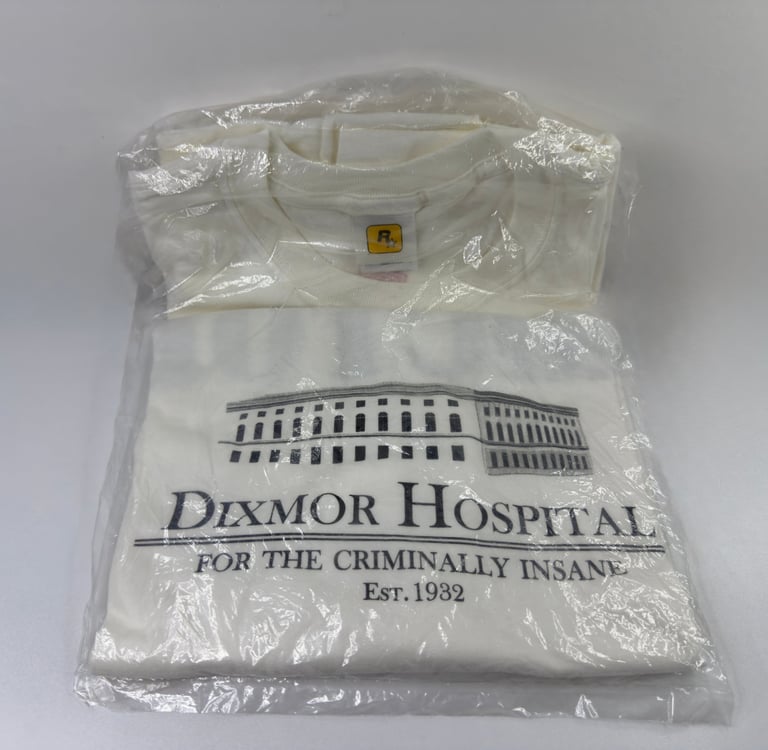 R
DIXMOR HOSPITAL
FOR THE CRIMINALLY INSANE
EST. 1932